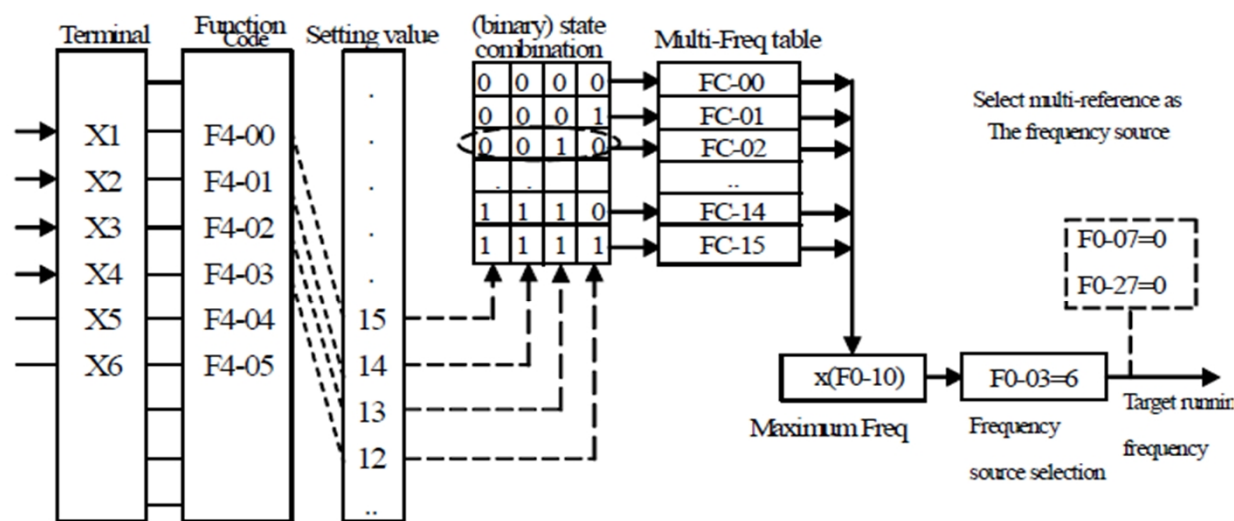 Terminal
Function
Code
Setting value
(binary) state
combination
Multi-Freq table
X1
X2
X3
X4
X5
X6
F4-00
F4-01
F4-02
F4-03
F4-04
F4-05
.
.
.
.
.
15
14
13
12
..
0 0 0 0
0 0 0 1
0 0 1 0
. .
1 1 1 0
1 1 1 1
FC-00
FC-01
FC-02
..
FC-14
FC-15
Select multi-reference as
The frequency source
F0-07=0
F0-27=0
x(F0-10)
Maximum Freq
F0-03=6
Frequency
source selection
Target runnin
frequency